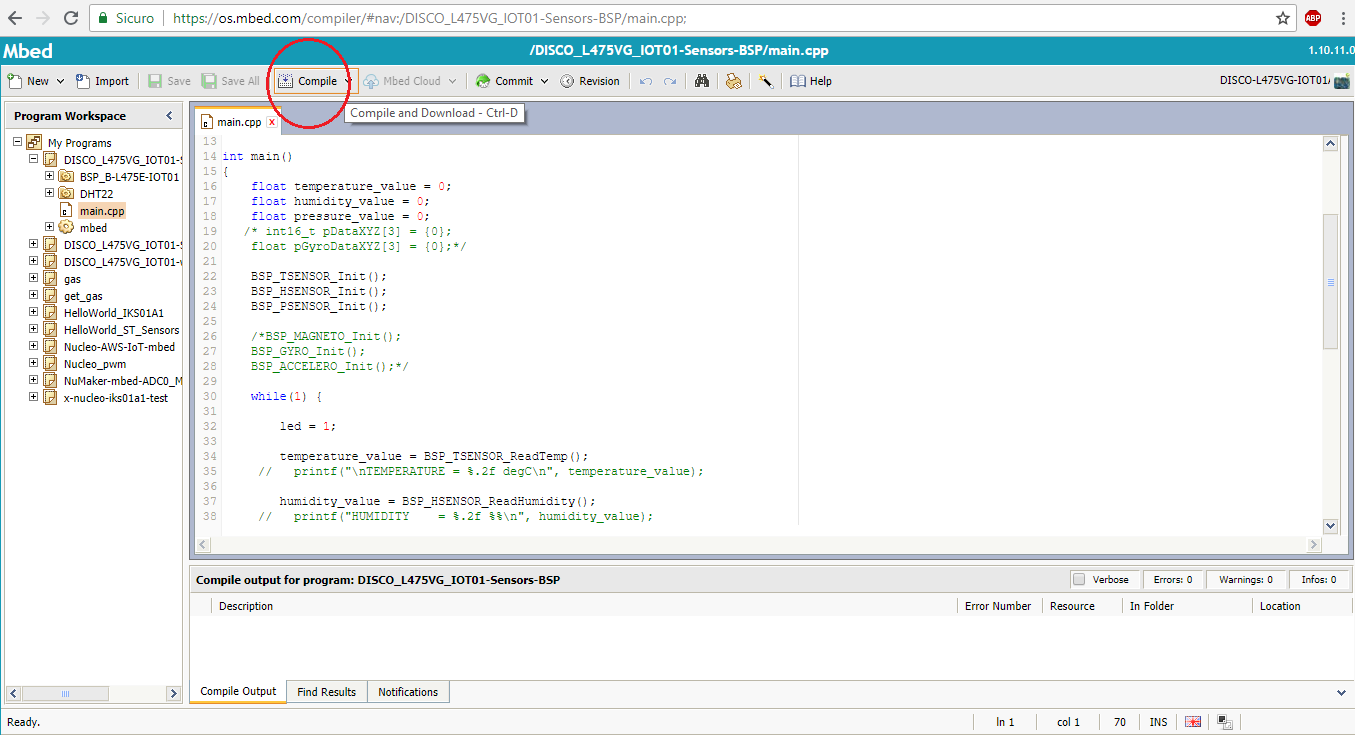 Sicuro https://os.mbed.com/compiler/#nav:/DISCO_L475VG_IOT01-Sensors-BSP/main.cpp; ABP
Mbed /DISCO_L475VG_IOT01-Sensors-BSP/main.cpp 1.10.11.0
New Import Save Save All Compile Mbed Cloud Commit Revision Help DISCO-L475VG-IOT01A
Compile and Download - Ctrl-D
Program Workspace
My Programs
DISCO_L475VG_IOT01-S
BSP_B-L475E-IOT01
DHT22
main.cpp
mbed
DISCO_L475VG_IOT01-S
DISCO_L475VG_IOT01-w
gas
get_gas
HelloWorld_IKS01A1
HelloWorld_ST_Sensors
Nucleo-AWS-IoT-mbed
Nucleo_pwm
NuMaker-mbed-ADC0_M
x-nucleo-iks01a1-test
main.cpp x
13
14 int main()
15 {
16     float temperature_value = 0;
17     float humidity_value = 0;
18     float pressure_value = 0;
19    /* int16_t pDataXYZ[3] = {0};
20     float pGyroDataXYZ[3] = {0};*/
21
22     BSP_TSENSOR_Init();
23     BSP_HSENSOR_Init();
24     BSP_PSENSOR_Init();
25
26     /*BSP_MAGNETO_Init();
27     BSP_GYRO_Init();
28     BSP_ACCELERO_Init();*/
29
30     while(1) {
31
32         led = 1;
33
34         temperature_value = BSP_TSENSOR_ReadTemp();
35      //   printf("\nTEMPERATURE = %.2f degC\n", temperature_value);
36
37         humidity_value = BSP_HSENSOR_ReadHumidity();
38      //   printf("HUMIDITY    = %.2f %%\n", humidity_value);
Compile output for program: DISCO_L475VG_IOT01-Sensors-BSP Verbose Errors: 0 Warnings: 0 Infos: 0
Description Error Number Resource In Folder Location
Compile Output Find Results Notifications
Ready. ln 1 col 1 70 INS